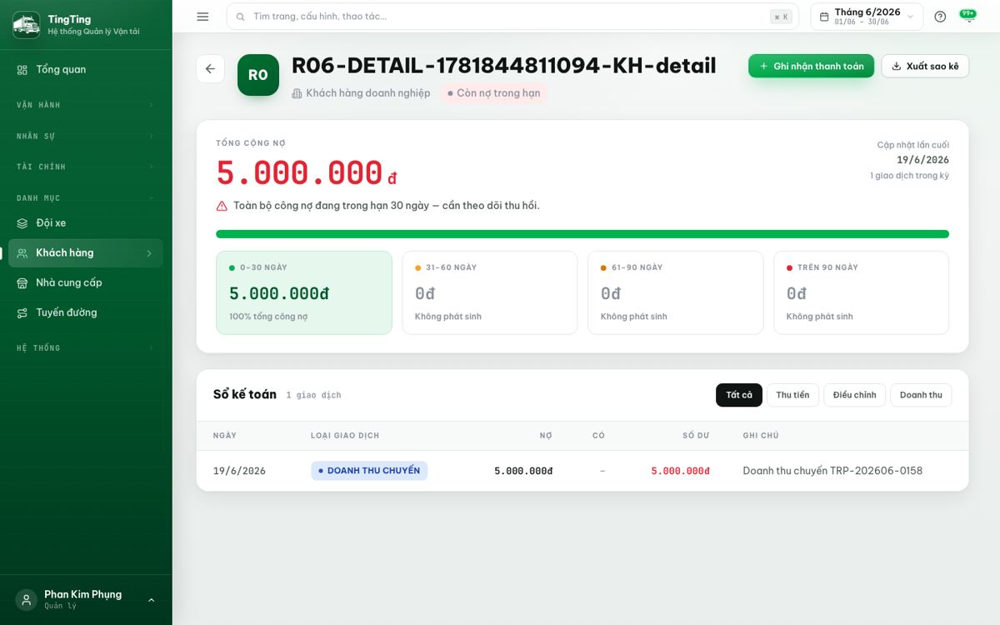 TingTing
Hệ thống Quản lý Vận tải
Tổng quan
VẬN HÀNH
NHÂN SỰ
TÀI CHÍNH
DANH MỤC
Đội xe
Khách hàng
Nhà cung cấp
Tuyến đường
HỆ THỐNG
Phan Kim Phụng
Quản lý
Tìm trang, cấu hình, thao tác...
⌘ K
Tháng 6/2026
01/06 – 30/06
99+
R0
R06-DETAIL-1781844811094-KH-detail
Khách hàng doanh nghiệp
Còn nợ trong hạn
Ghi nhận thanh toán
Xuất sao kê
TỔNG CỘNG NỢ
5.000.000 đ
Toàn bộ công nợ đang trong hạn 30 ngày — cần theo dõi thu hồi.
Cập nhật lần cuối
19/6/2026
1 giao dịch trong kỳ
0–30 NGÀY
5.000.000đ
100% tổng công nợ
31–60 NGÀY
0đ
Không phát sinh
61–90 NGÀY
0đ
Không phát sinh
TRÊN 90 NGÀY
0đ
Không phát sinh
Sổ kế toán 1 giao dịch
Tất cả Thu tiền Điều chỉnh Doanh thu
NGÀY LOẠI GIAO DỊCH NỢ CÓ SỐ DƯ GHI CHÚ
19/6/2026 DOANH THU CHUYẾN 5.000.000đ – 5.000.000đ Doanh thu chuyến TRP-202606-0158